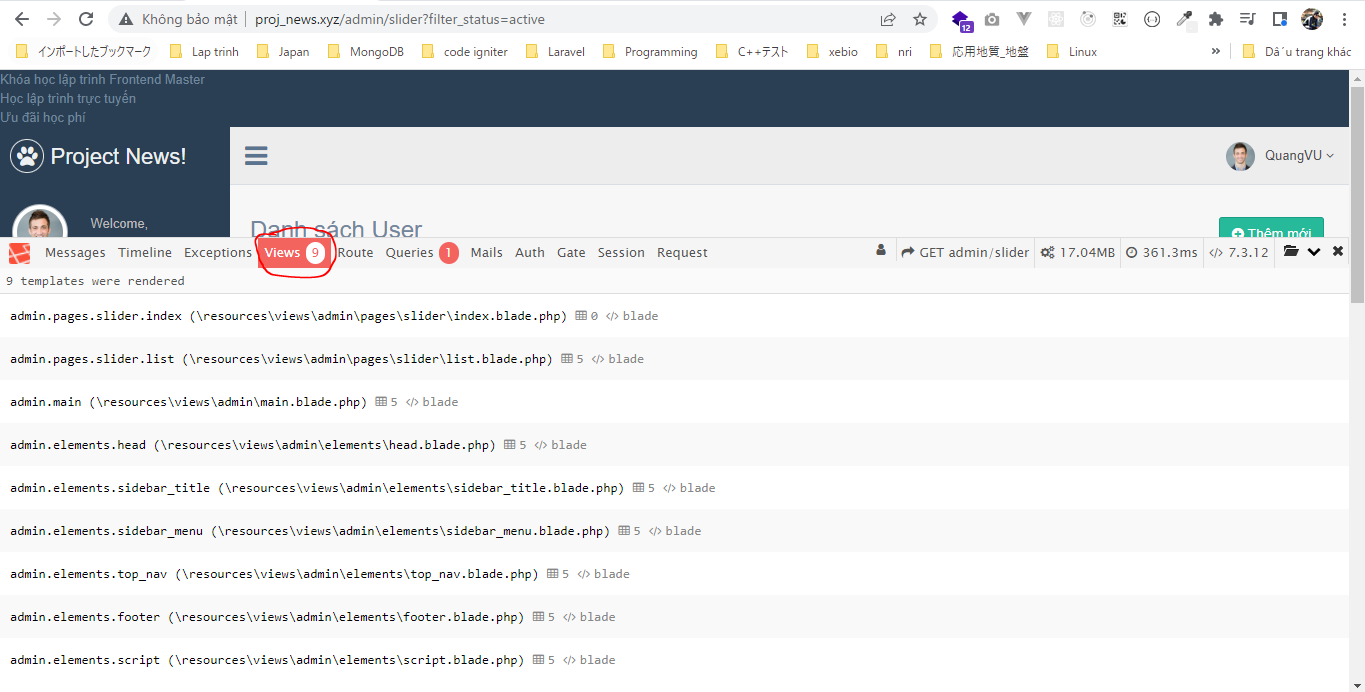 Không bảo mật proj_news.xyz/admin/slider?filter_status=active 12
インポートしたブックマーク Lap trinh Japan MongoDB code igniter Laravel Programming C++テスト xebio nri 応用地質_地盤 Linux » Dấu trang khác
Khóa học lập trình Frontend Master
Học lập trình trực tuyến
Ưu đãi học phí
Project News! QuangVU
Welcome,
Danh sách User Thêm mới
Messages Timeline Exceptions Views 9 Route Queries 1 Mails Auth Gate Session Request GET admin/slider 17.04MB 361.3ms </> 7.3.12
9 templates were rendered
admin.pages.slider.index (\resources\views\admin\pages\slider\index.blade.php) 0 </> blade
admin.pages.slider.list (\resources\views\admin\pages\slider\list.blade.php) 5 </> blade
admin.main (\resources\views\admin\main.blade.php) 5 </> blade
admin.elements.head (\resources\views\admin\elements\head.blade.php) 5 </> blade
admin.elements.sidebar_title (\resources\views\admin\elements\sidebar_title.blade.php) 5 </> blade
admin.elements.sidebar_menu (\resources\views\admin\elements\sidebar_menu.blade.php) 5 </> blade
admin.elements.top_nav (\resources\views\admin\elements\top_nav.blade.php) 5 </> blade
admin.elements.footer (\resources\views\admin\elements\footer.blade.php) 5 </> blade
admin.elements.script (\resources\views\admin\elements\script.blade.php) 5 </> blade